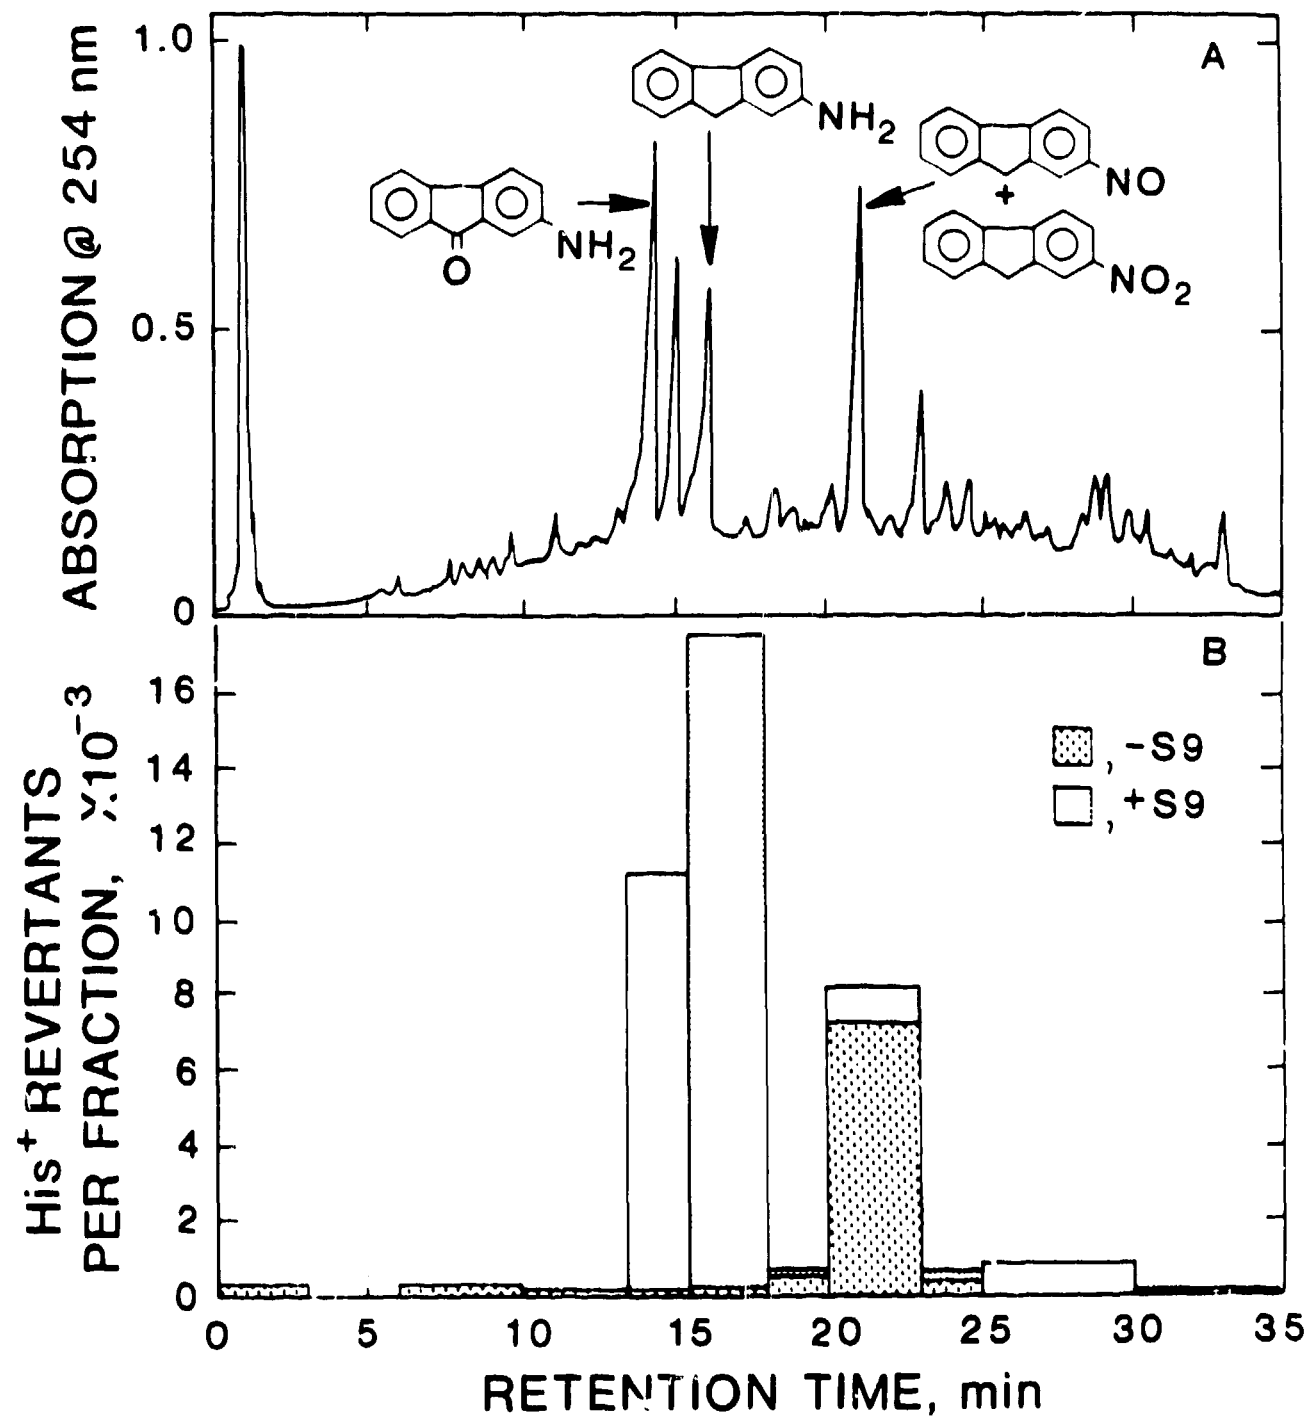 ABSORPTION @ 254 nm
1.0
0.5
0
A
NH2
NH2
O
NO
+
NO2
B
His+ REVERTANTS
PER FRACTION, X10-3
16
14
12
10
8
6
4
2
0
, -S9
, +S9
0 5 10 15 20 25 30 35
RETENTION TIME, min